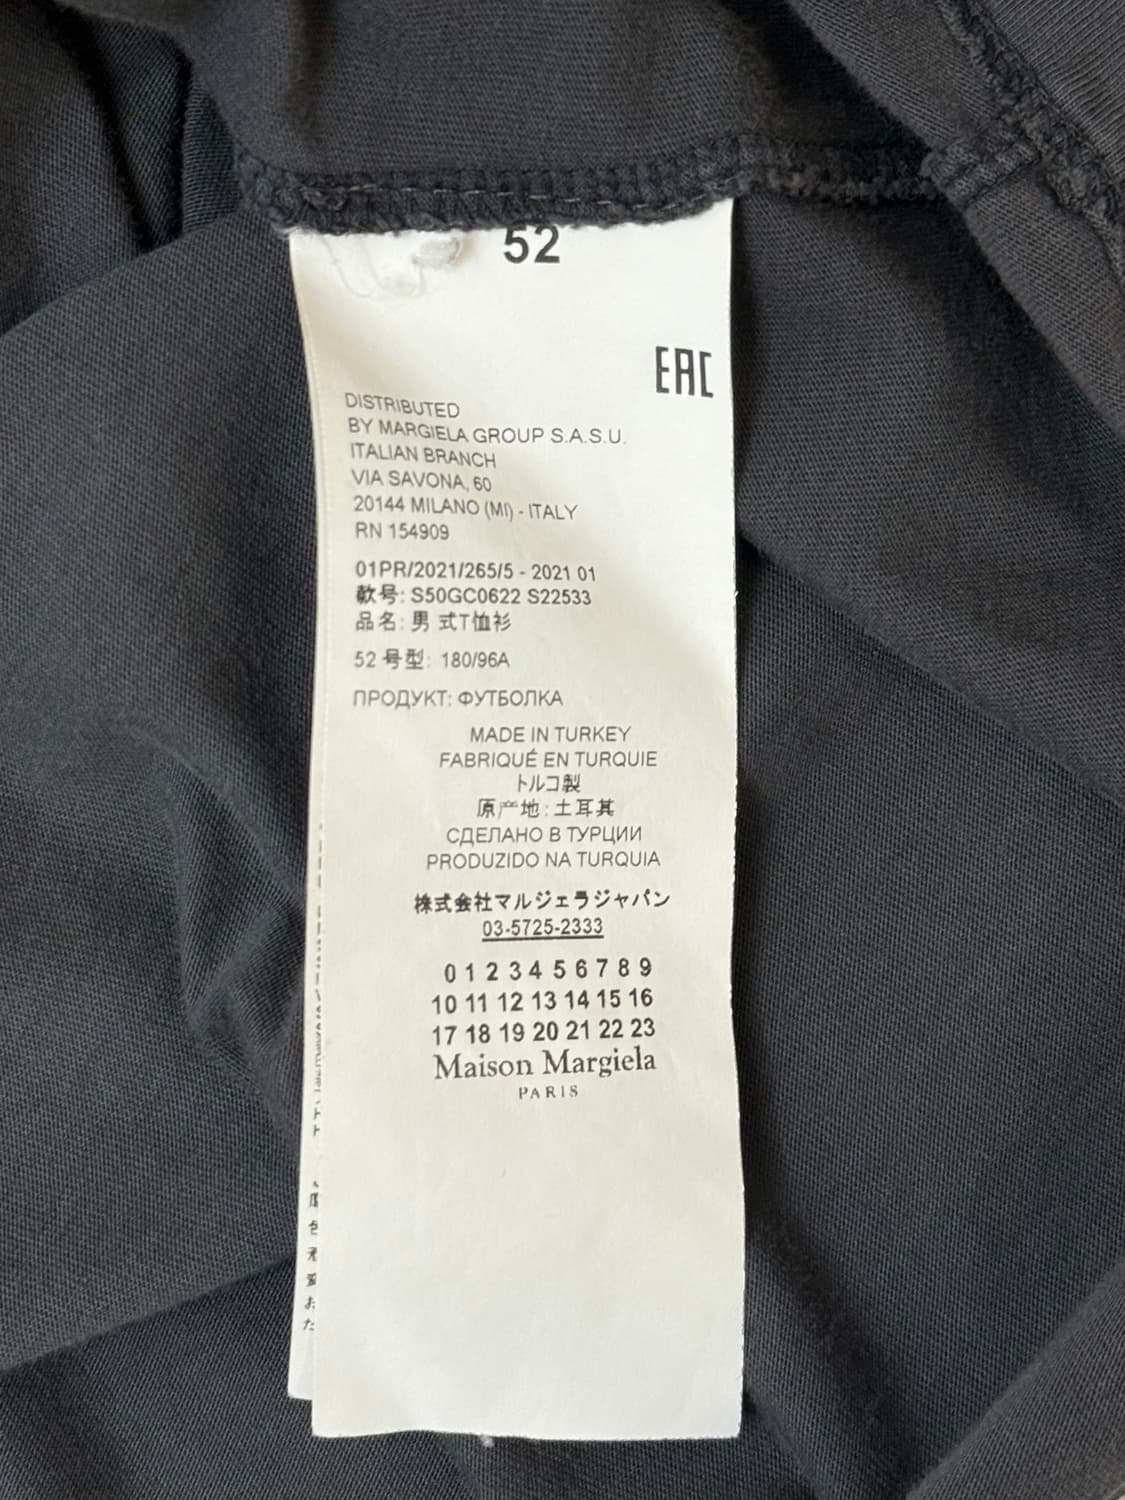 52
EAC
DISTRIBUTED
BY MARGIELA GROUP S.A.S.U.
ITALIAN BRANCH
VIA SAVONA, 60
20144 MILANO (MI) - ITALY
RN 154909
01PR/2021/265/5 - 2021 01
款号: S50GC0622 S22533
品名: 男 式T恤衫
52 号型: 180/96A
ПРОДУКТ: ФУТБОЛКА
MADE IN TURKEY
FABRIQUÉ EN TURQUIE
トルコ製
原产地: 土耳其
СДЕЛАНО В ТУРЦИИ
PRODUZIDO NA TURQUIA
株式会社マルジェラジャパン
03-5725-2333
0 1 2 3 4 5 6 7 8 9
10 11 12 13 14 15 16
17 18 19 20 21 22 23
Maison Margiela
PARIS